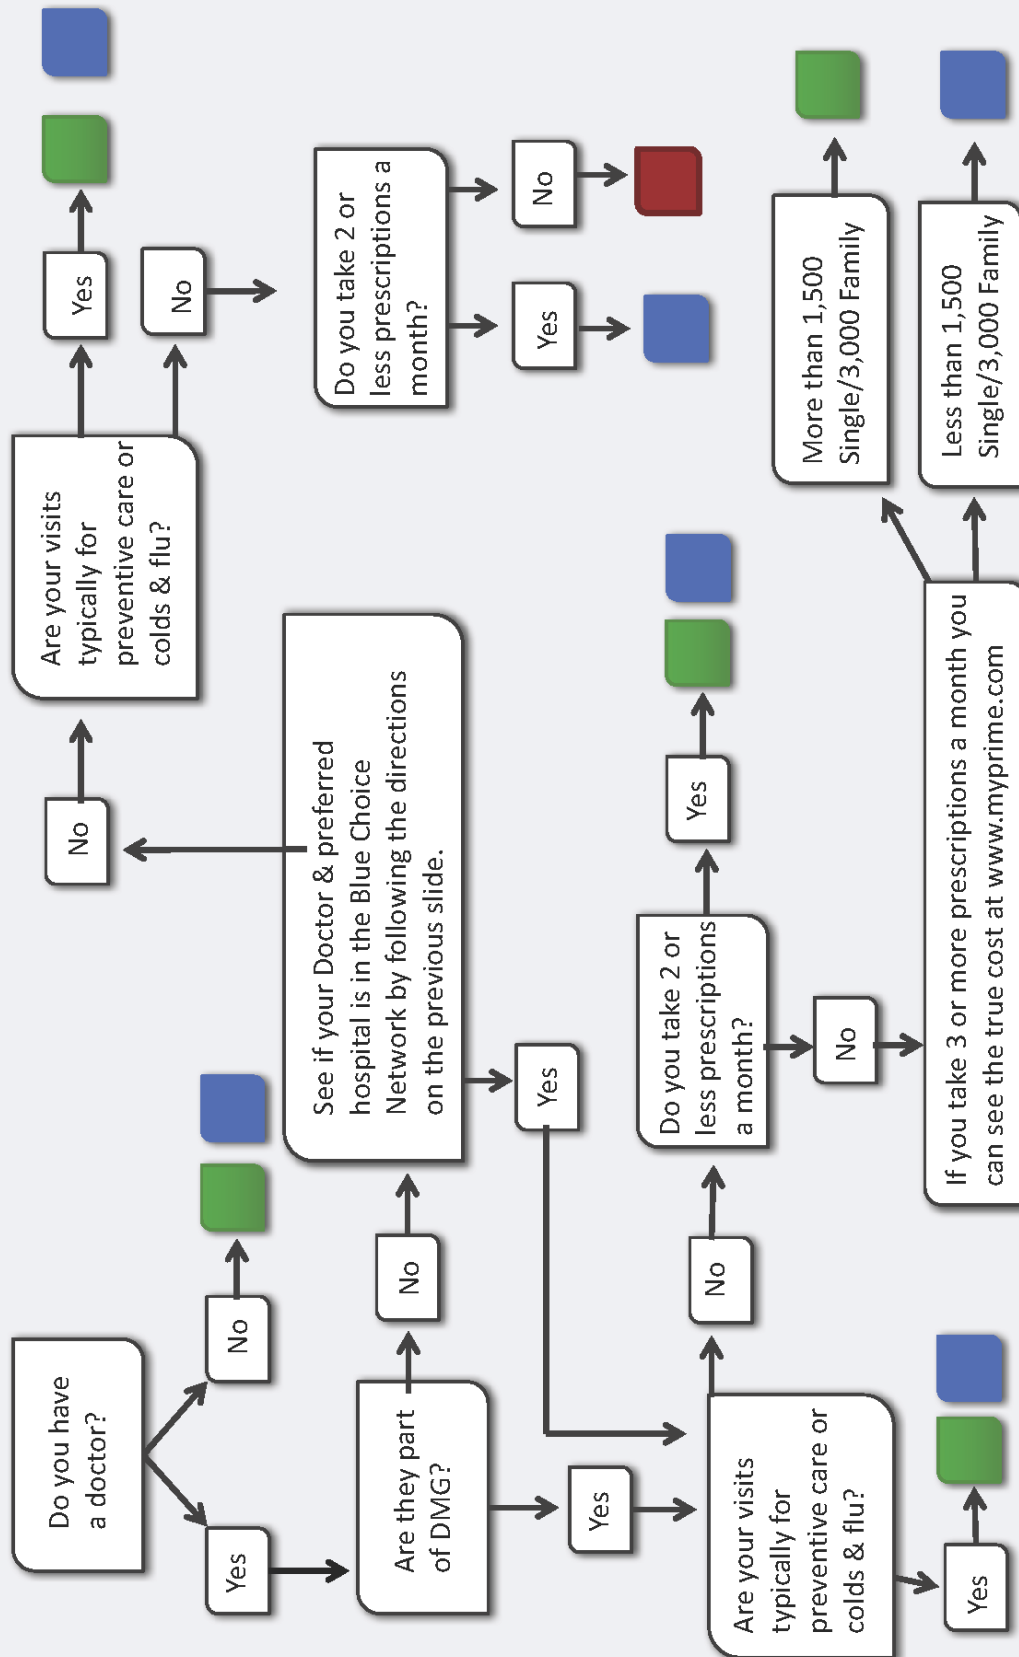 Do you have
a doctor?
Yes
No
Are they part
of DMG?
No
Yes
See if your Doctor & preferred
hospital is in the Blue Choice
Network by following the directions
on the previous slide.
No
Yes
Are your visits
typically for
preventive care or
colds & flu?
Yes
No
Do you take 2 or
less prescriptions a
month?
Yes
No
Are your visits
typically for
preventive care or
colds & flu?
Yes
No
Do you take 2 or
less prescriptions
a month?
Yes
No
If you take 3 or more prescriptions a month you
can see the true cost at www.myprime.com
More than 1,500
Single/3,000 Family
Less than 1,500
Single/3,000 Family